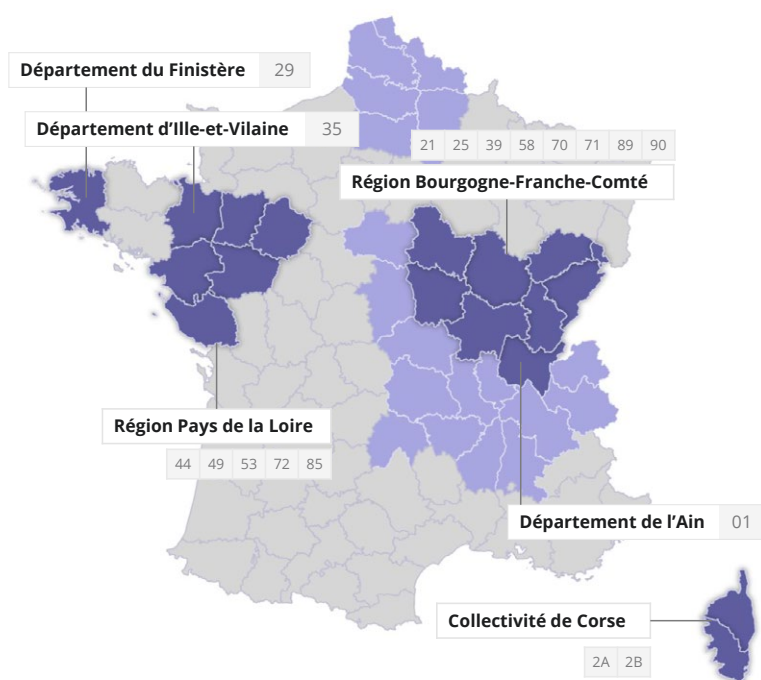 Département du Finistère 29
Département d’Ille-et-Vilaine 35
21 25 39 58 70 71 89 90
Région Bourgogne-Franche-Comté
Région Pays de la Loire
44 49 53 72 85
Département de l’Ain 01
Collectivité de Corse
2A 2B